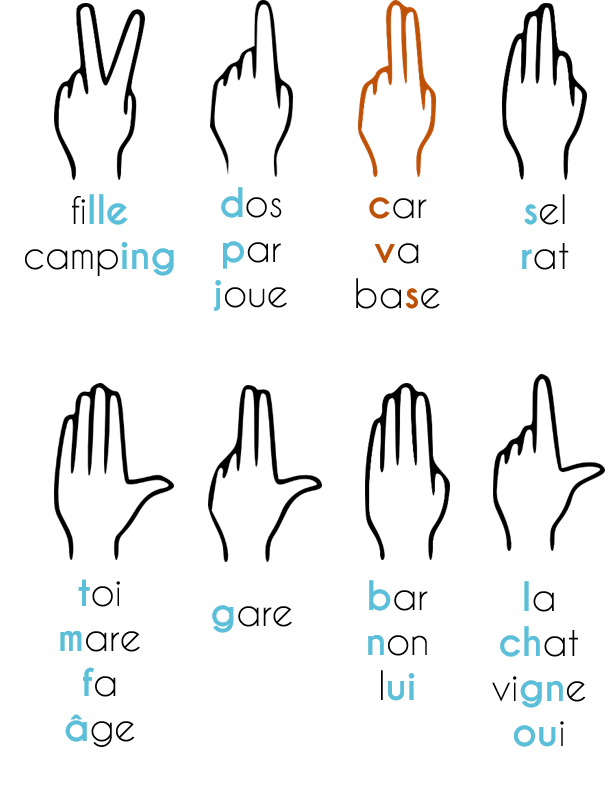 fille
camping
dos
par
joue
car
va
base
sel
rat
toi
mare
fa
âge
gare
bar
non
lui
la
chat
vigne
oui